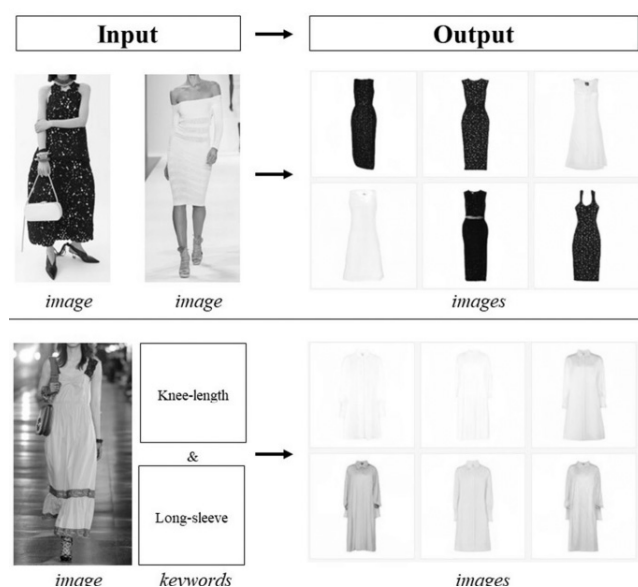 Input
Output
image
image
images
Knee-length
&
Long-sleeve
image
keywords
images